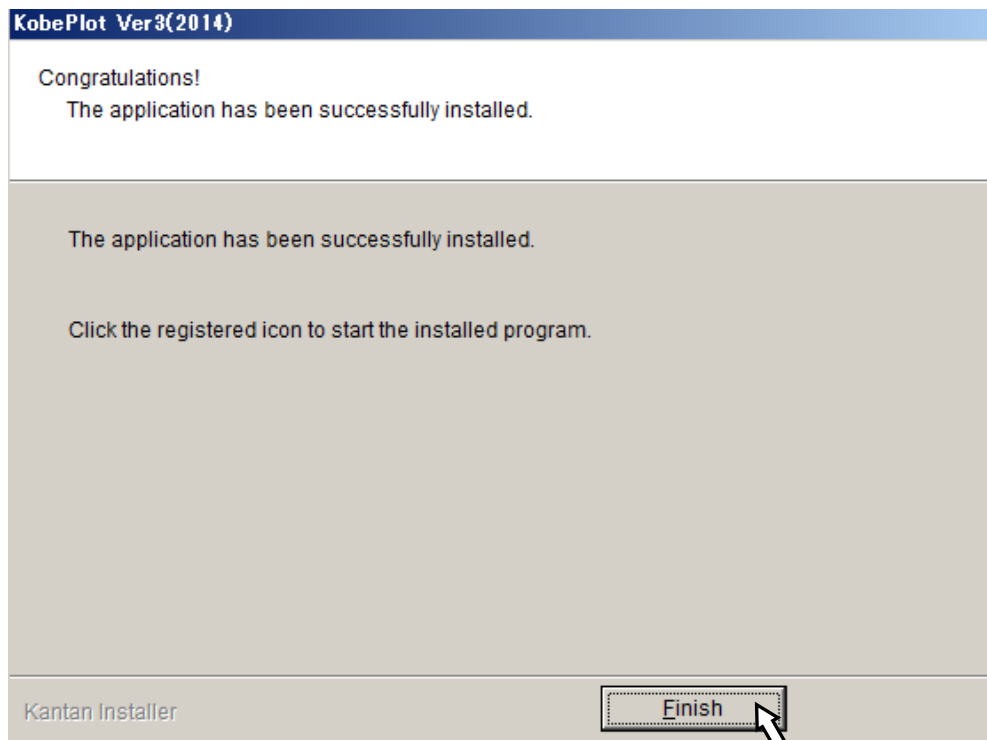 KobePlot Ver3(2014)
Congratulations!
The application has been successfully installed.
The application has been successfully installed.
Click the registered icon to start the installed program.
Kantan Installer
Finish